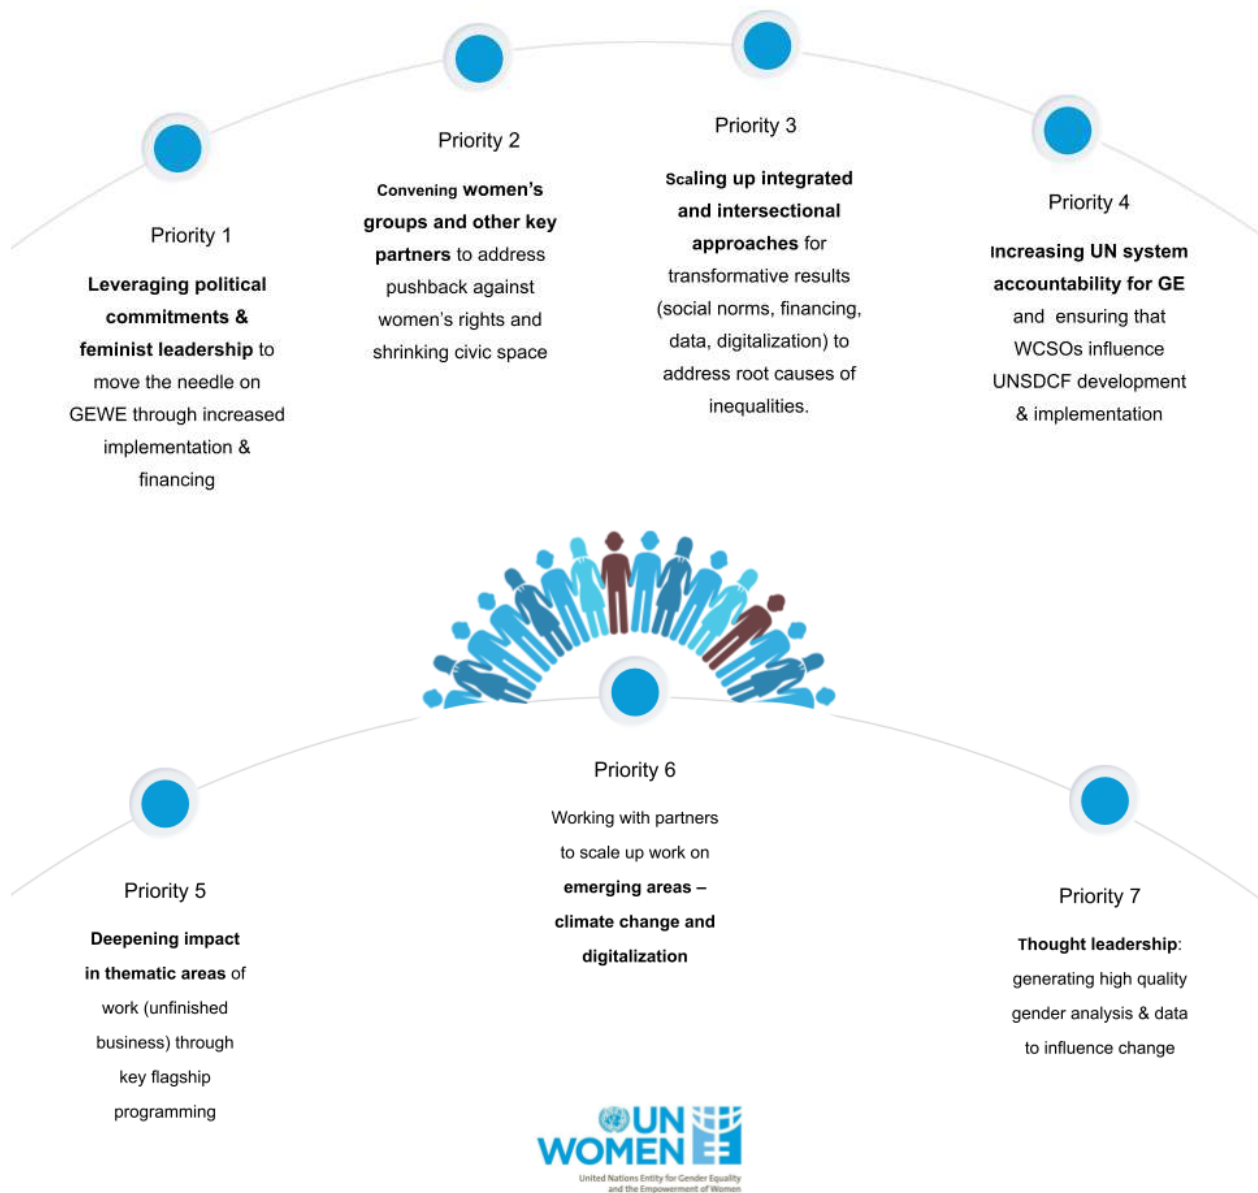 Priority 1
Leveraging political
commitments &
feminist leadership to
move the needle on
GEWE through increased
implementation &
financing
Priority 2
Convening women's
groups and other key
partners to address
pushback against
women's rights and
shrinking civic space
Priority 3
Scaling up integrated
and intersectional
approaches for
transformative results
(social norms, financing,
data, digitalization) to
address root causes of
inequalities.
Priority 4
Increasing UN system
accountability for GE
and ensuring that
WCSOs influence
UNSDCF development
& implementation
Priority 5
Deepening impact
in thematic areas of
work (unfinished
business) through
key flagship
programming
Priority 6
Working with partners
to scale up work on
emerging areas –
climate change and
digitalization
Priority 7
Thought leadership:
generating high quality
gender analysis & data
to influence change
UN
WOMEN
United Nations Entity for Gender Equality
and the Empowerment of Women